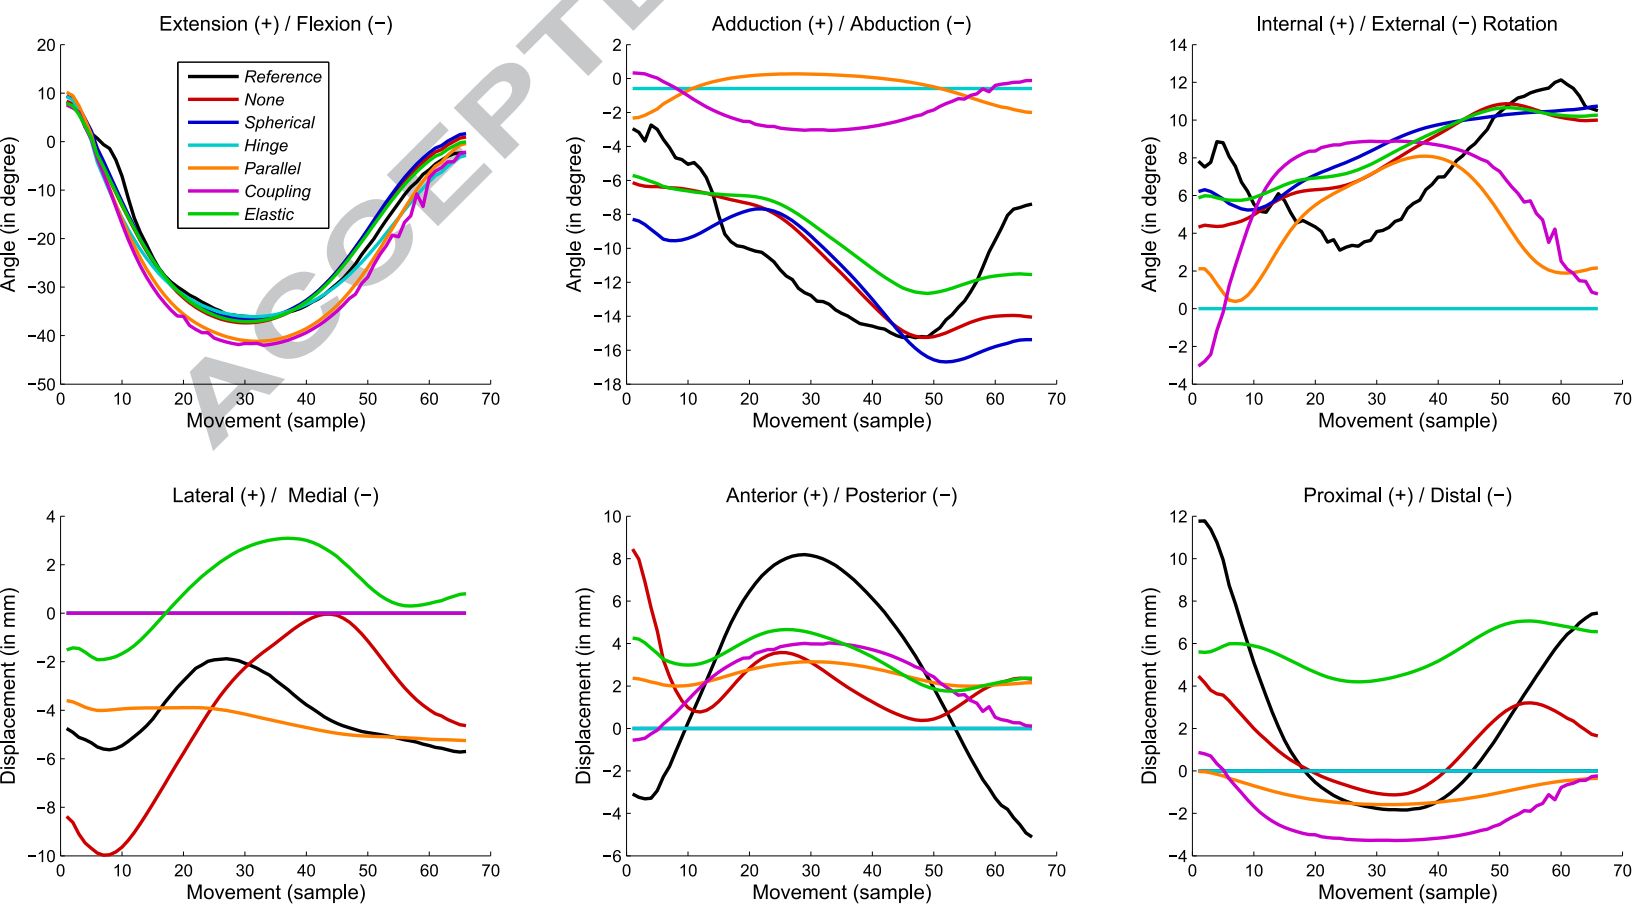 Extension (+) / Flexion (−)
20
10
0
−10
−20
−30
−40
−50
Angle (in degree)
Reference
None
Spherical
Hinge
Parallel
Coupling
Elastic
0 10 20 30 40 50 60 70
Movement (sample)
Adduction (+) / Abduction (−)
2
0
−2
−4
−6
−8
−10
−12
−14
−16
−18
Angle (in degree)
0 10 20 30 40 50 60 70
Movement (sample)
Internal (+) / External (−) Rotation
14
12
10
8
6
4
2
0
−2
−4
Angle (in degree)
0 10 20 30 40 50 60 70
Movement (sample)
ACCEPTE
Lateral (+) / Medial (−)
4
2
0
−2
−4
−6
−8
−10
Displacement (in mm)
0 10 20 30 40 50 60 70
Movement (sample)
Anterior (+) / Posterior (−)
10
8
6
4
2
0
−2
−4
−6
Displacement (in mm)
0 10 20 30 40 50 60 70
Movement (sample)
Proximal (+) / Distal (−)
12
10
8
6
4
2
0
−2
−4
Displacement (in mm)
0 10 20 30 40 50 60 70
Movement (sample)